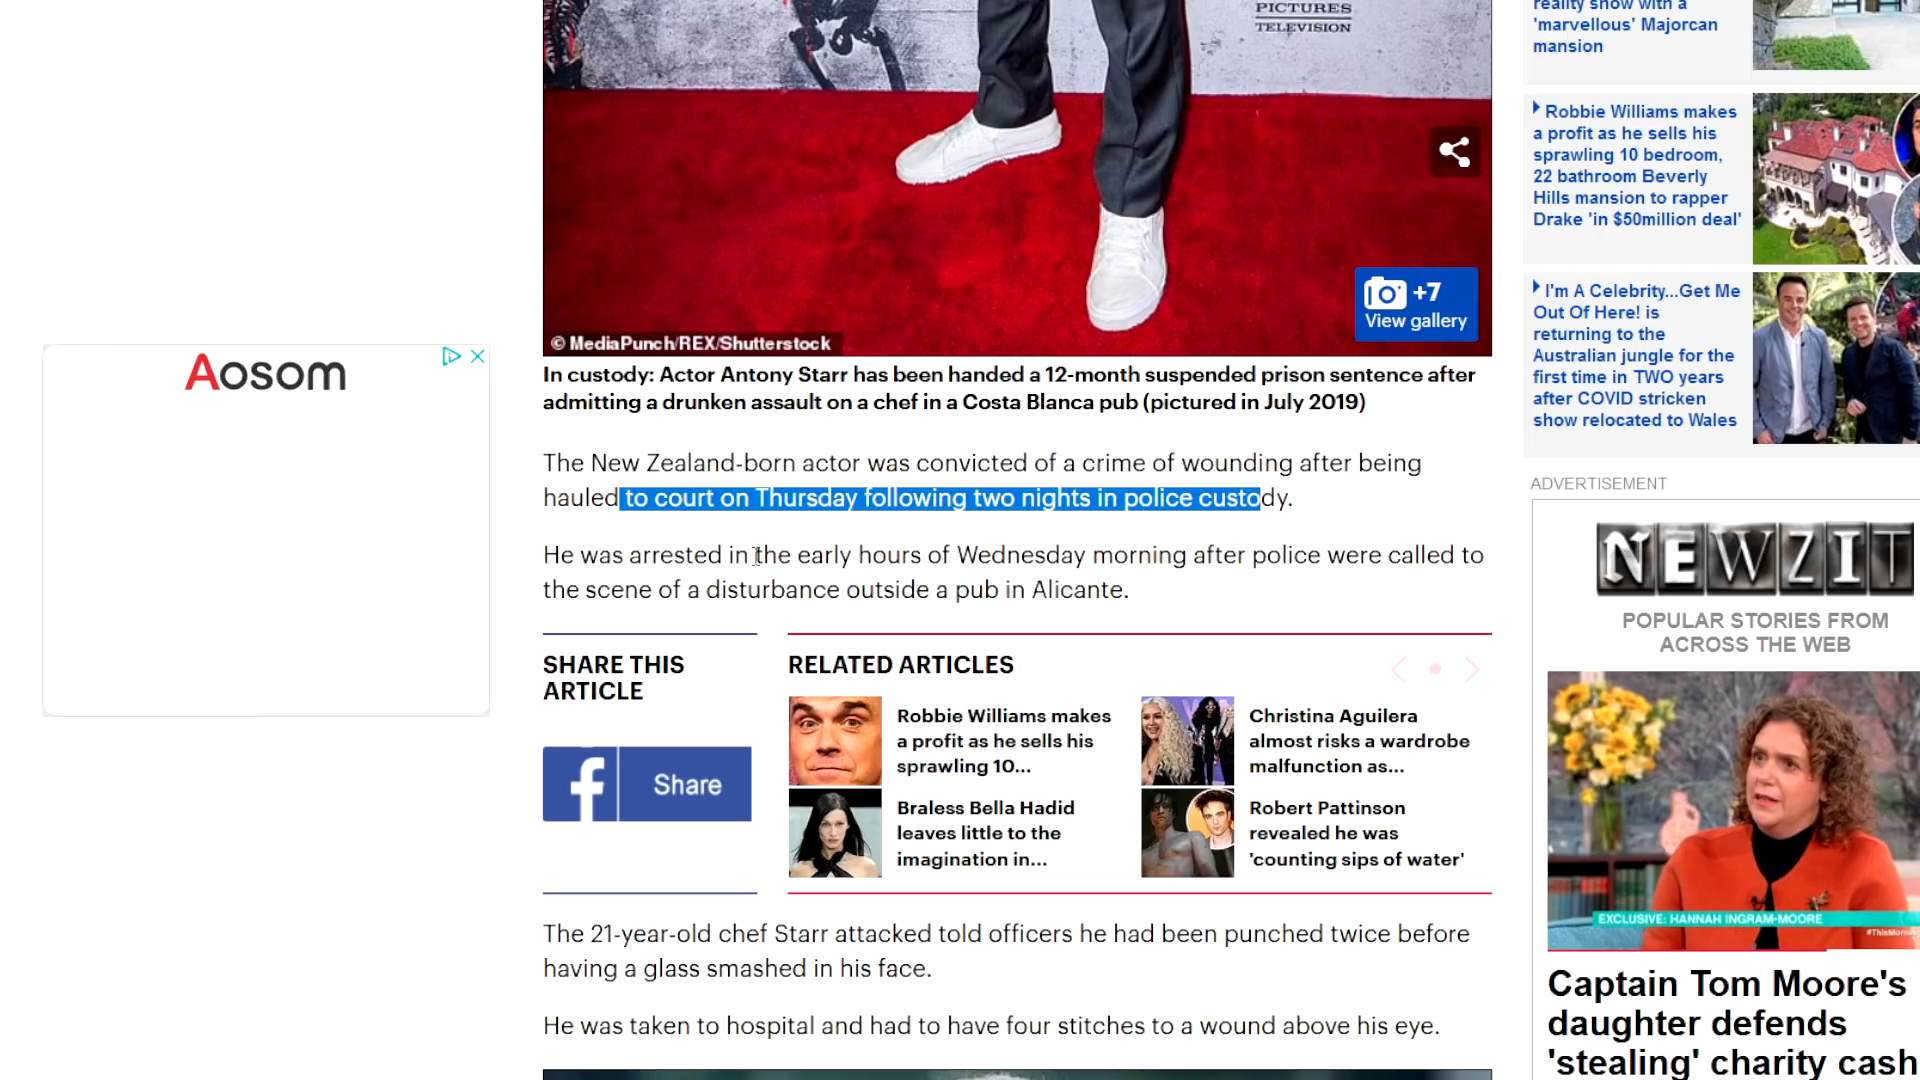 PICTURES
TELEVISION
+7
View gallery
© MediaPunch/REX/Shutterstock
In custody: Actor Antony Starr has been handed a 12-month suspended prison sentence after
admitting a drunken assault on a chef in a Costa Blanca pub (pictured in July 2019)
The New Zealand-born actor was convicted of a crime of wounding after being
hauled to court on Thursday following two nights in police custody.
He was arrested in the early hours of Wednesday morning after police were called to
the scene of a disturbance outside a pub in Alicante.
SHARE THIS
ARTICLE
Share
RELATED ARTICLES
Robbie Williams makes
a profit as he sells his
sprawling 10...
Christina Aguilera
almost risks a wardrobe
malfunction as...
Braless Bella Hadid
leaves little to the
imagination in...
Robert Pattinson
revealed he was
'counting sips of water'
The 21-year-old chef Starr attacked told officers he had been punched twice before
having a glass smashed in his face.
He was taken to hospital and had to have four stitches to a wound above his eye.
Aosom
reality show with a
'marvellous' Majorcan
mansion
Robbie Williams makes
a profit as he sells his
sprawling 10 bedroom,
22 bathroom Beverly
Hills mansion to rapper
Drake 'in $50million deal'
I'm A Celebrity...Get Me
Out Of Here! is
returning to the
Australian jungle for the
first time in TWO years
after COVID stricken
show relocated to Wales
ADVERTISEMENT
NEWZIT
POPULAR STORIES FROM
ACROSS THE WEB
EXCLUSIVE: HANNAH INGRAM-MOORE
Captain Tom Moore's
daughter defends
'stealing' charity cash